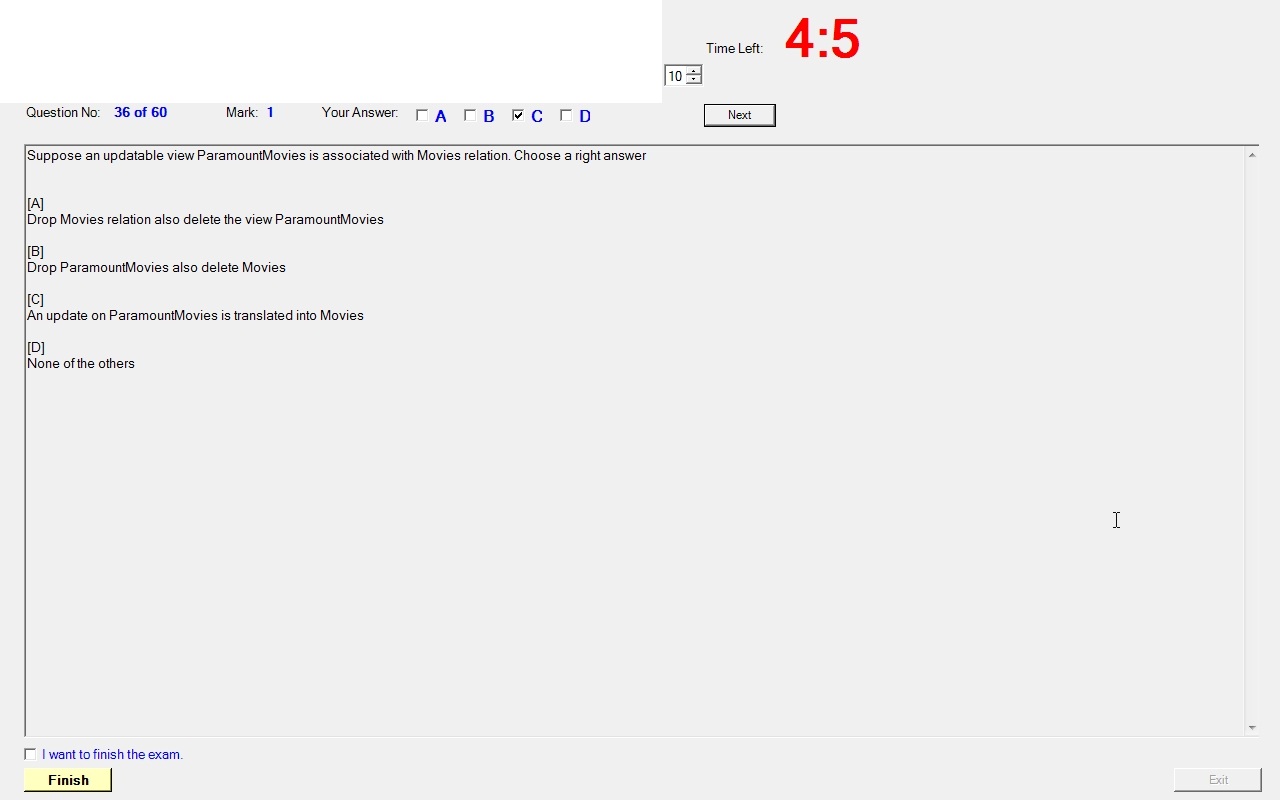 Time Left: 4:5
10
Question No: 36 of 60 Mark: 1 Your Answer: A B C D Next
Suppose an updatable view ParamountMovies is associated with Movies relation. Choose a right answer
[A]
Drop Movies relation also delete the view ParamountMovies
[B]
Drop ParamountMovies also delete Movies
[C]
An update on ParamountMovies is translated into Movies
[D]
None of the others
I want to finish the exam.
Finish Exit